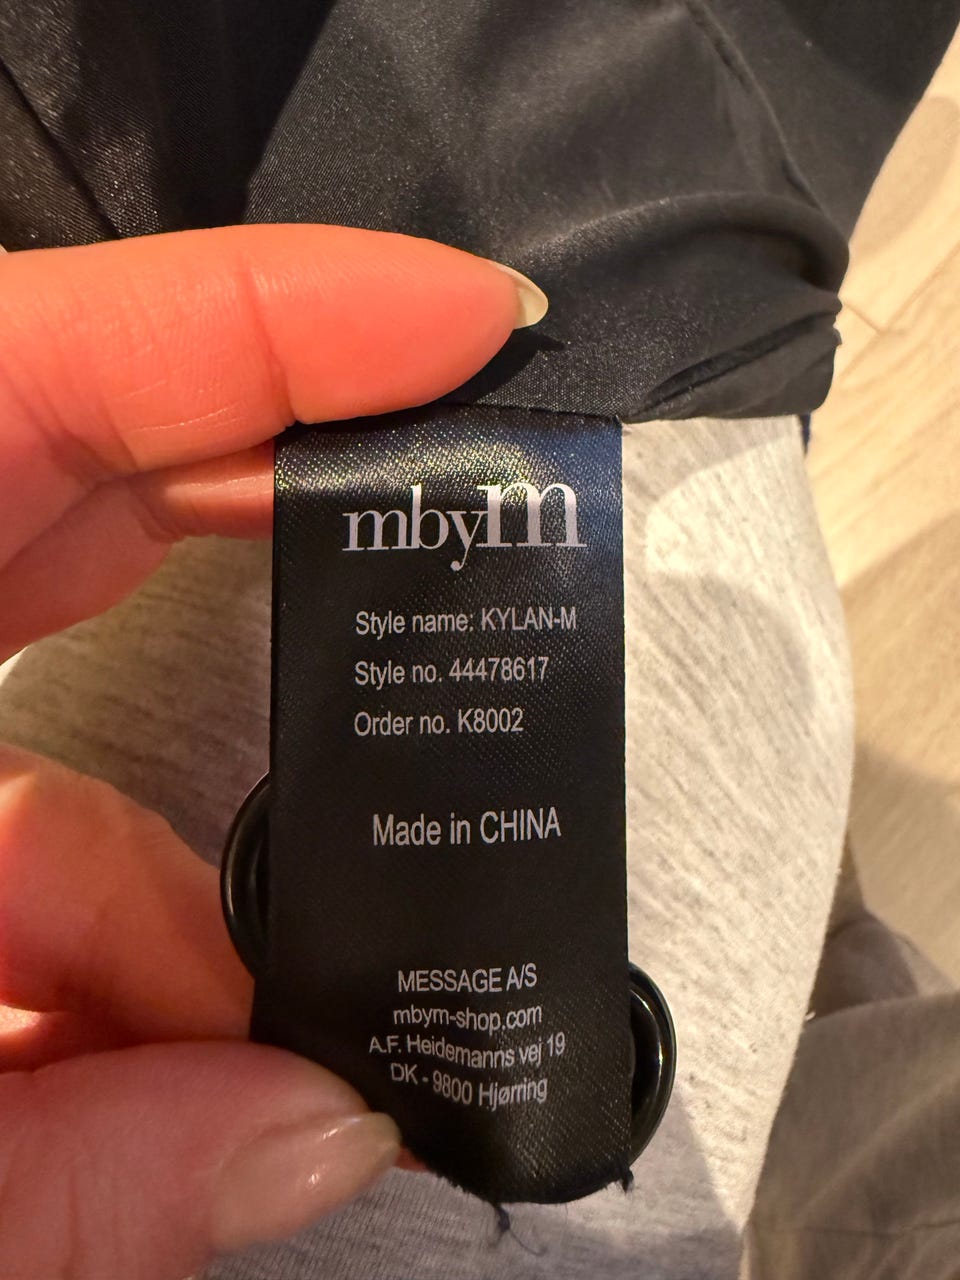 mbym
Style name: KYLAN-M
Style no. 44478617
Order no. K8002
Made in CHINA
MESSAGE A/S
mbym-shop.com
A.F. Heidemanns vej 19
DK - 9800 Hjørring